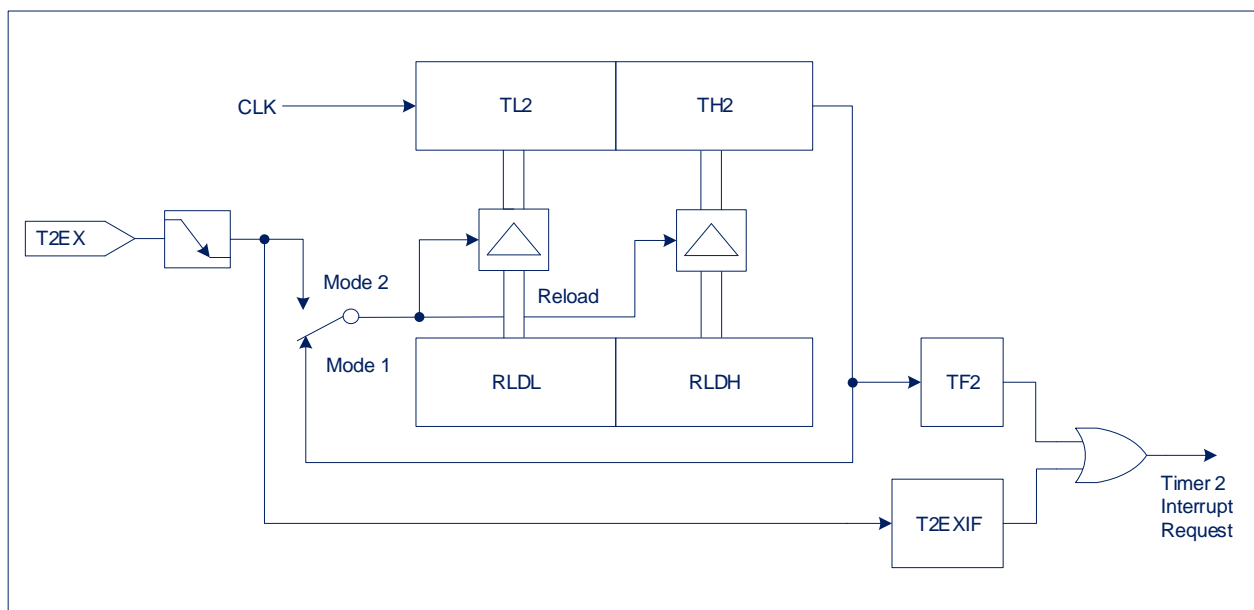 CLK
TL2
TH2
T2EX
Mode 2
Reload
Mode 1
RLDL
RLDH
TF2
T2EXIF
Timer 2
Interrupt
Request